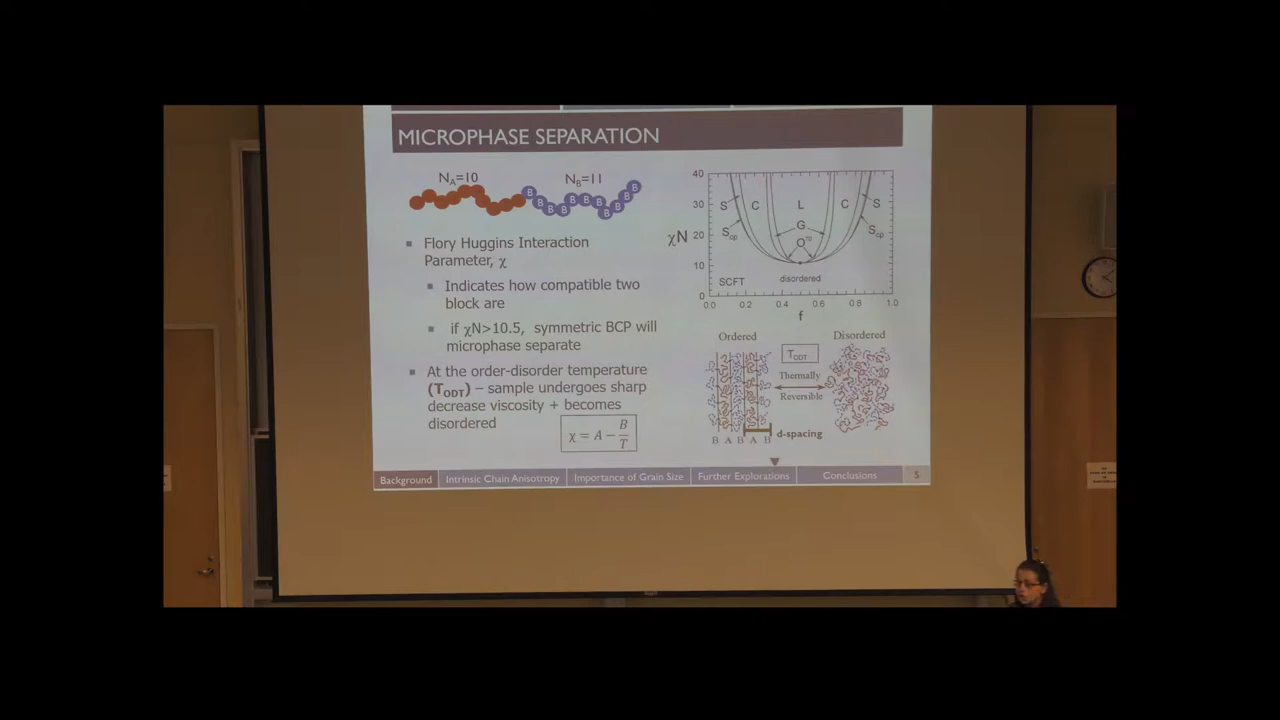 MICROPHASE SEPARATION
N_A=10
N_B=11
B B B B B B B B B B B
Flory Huggins Interaction
Parameter, χ
Indicates how compatible two
block are
if χN>10.5, symmetric BCP will
microphase separate
At the order-disorder temperature
(T_ODT) – sample undergoes sharp
decrease viscosity + becomes
disordered
χ = A − B/T
40
30
20
10
0
χN
S C L C S
S_cp G S_cp
O^70
disordered
SCFT
0.0 0.2 0.4 0.6 0.8 1.0
f
Ordered
Disordered
T_ODT
Thermally
Reversible
B A B A B
d-spacing
Background
Intrinsic Chain Anisotropy
Importance of Grain Size
Further Explorations
Conclusions
5